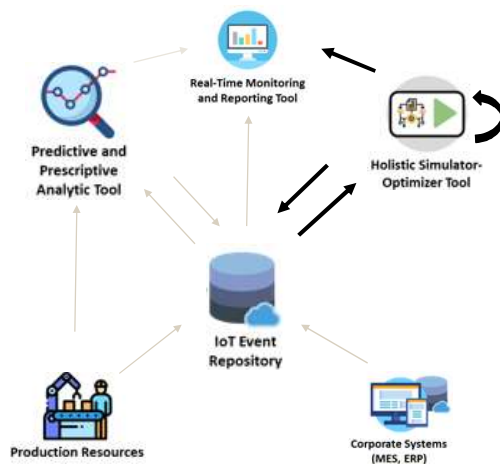 Real-Time Monitoring
and Reporting Tool
Predictive and
Prescriptive
Analytic Tool
Holistic Simulator-
Optimizer Tool
IoT Event
Repository
Production Resources
Corporate Systems
(MES, ERP)